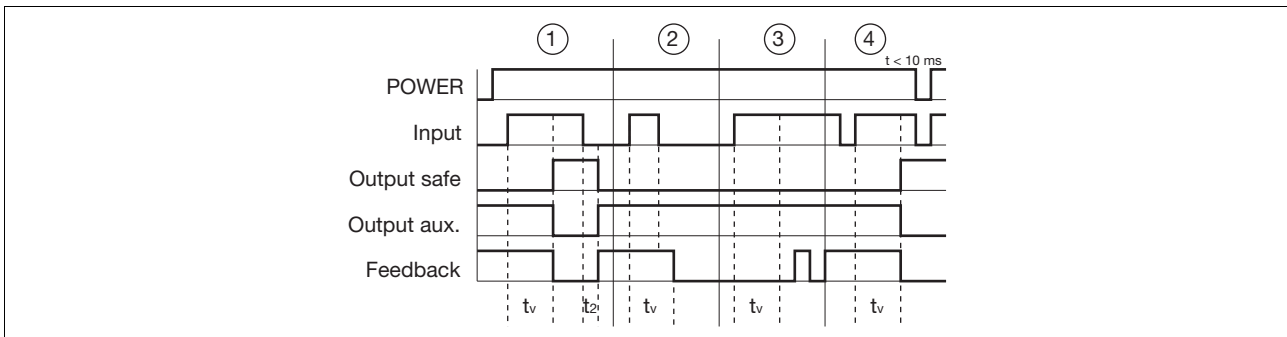 1 2 3 4
t < 10 ms
POWER
Input
Output safe
Output aux.
Feedback
tv t2 tv tv tv